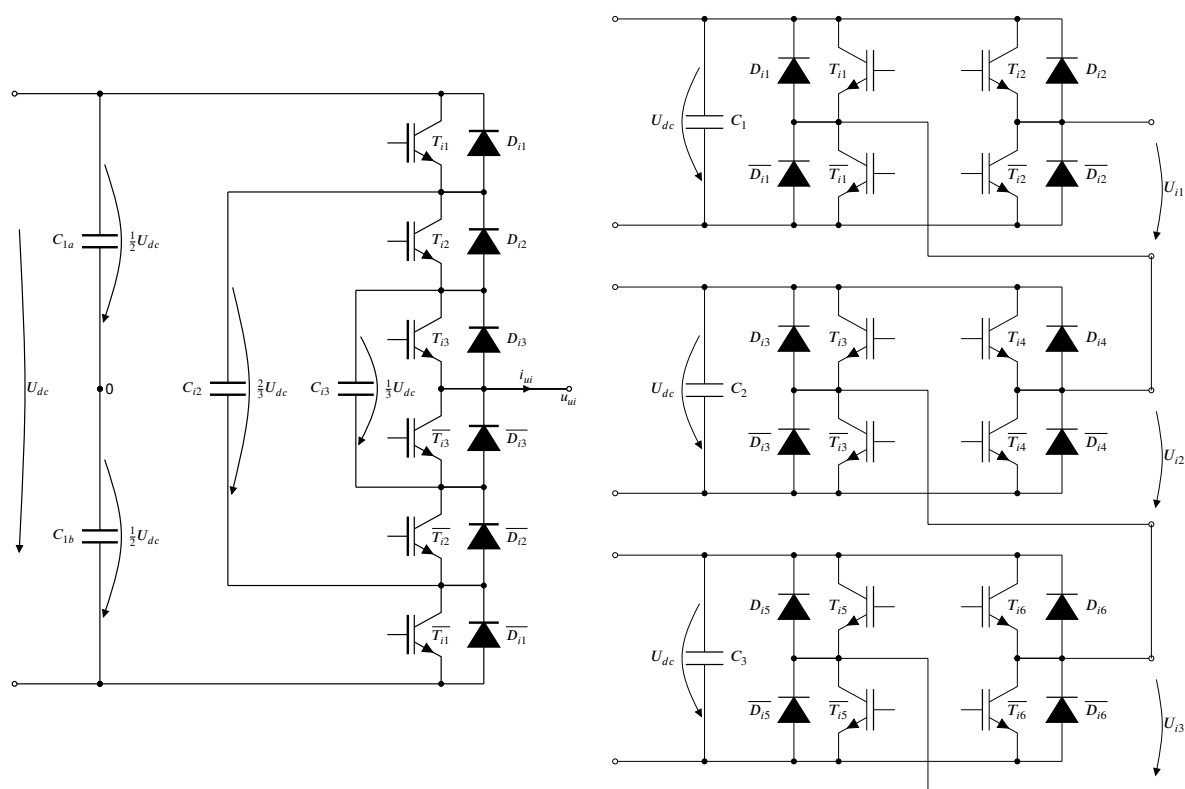 U_dc
C_1a
½U_dc
0
C_1b
½U_dc
C_i2
⅔U_dc
C_i3
⅓U_dc
T_i1 D_i1
T_i2 D_i2
T_i3 D_i3
i_ui
u_ui
T̅_i3 D̅_i3
T̅_i2 D̅_i2
T̅_i1 D̅_i1
D_i1 T_i1 T_i2 D_i2
U_dc C_1
D̅_i1 T̅_i1 T̅_i2 D̅_i2
U_i1
D_i3 T_i3 T_i4 D_i4
U_dc C_2
D̅_i3 T̅_i3 T̅_i4 D̅_i4
U_i2
D_i5 T_i5 T_i6 D_i6
U_dc C_3
D̅_i5 T̅_i5 T̅_i6 D̅_i6
U_i3